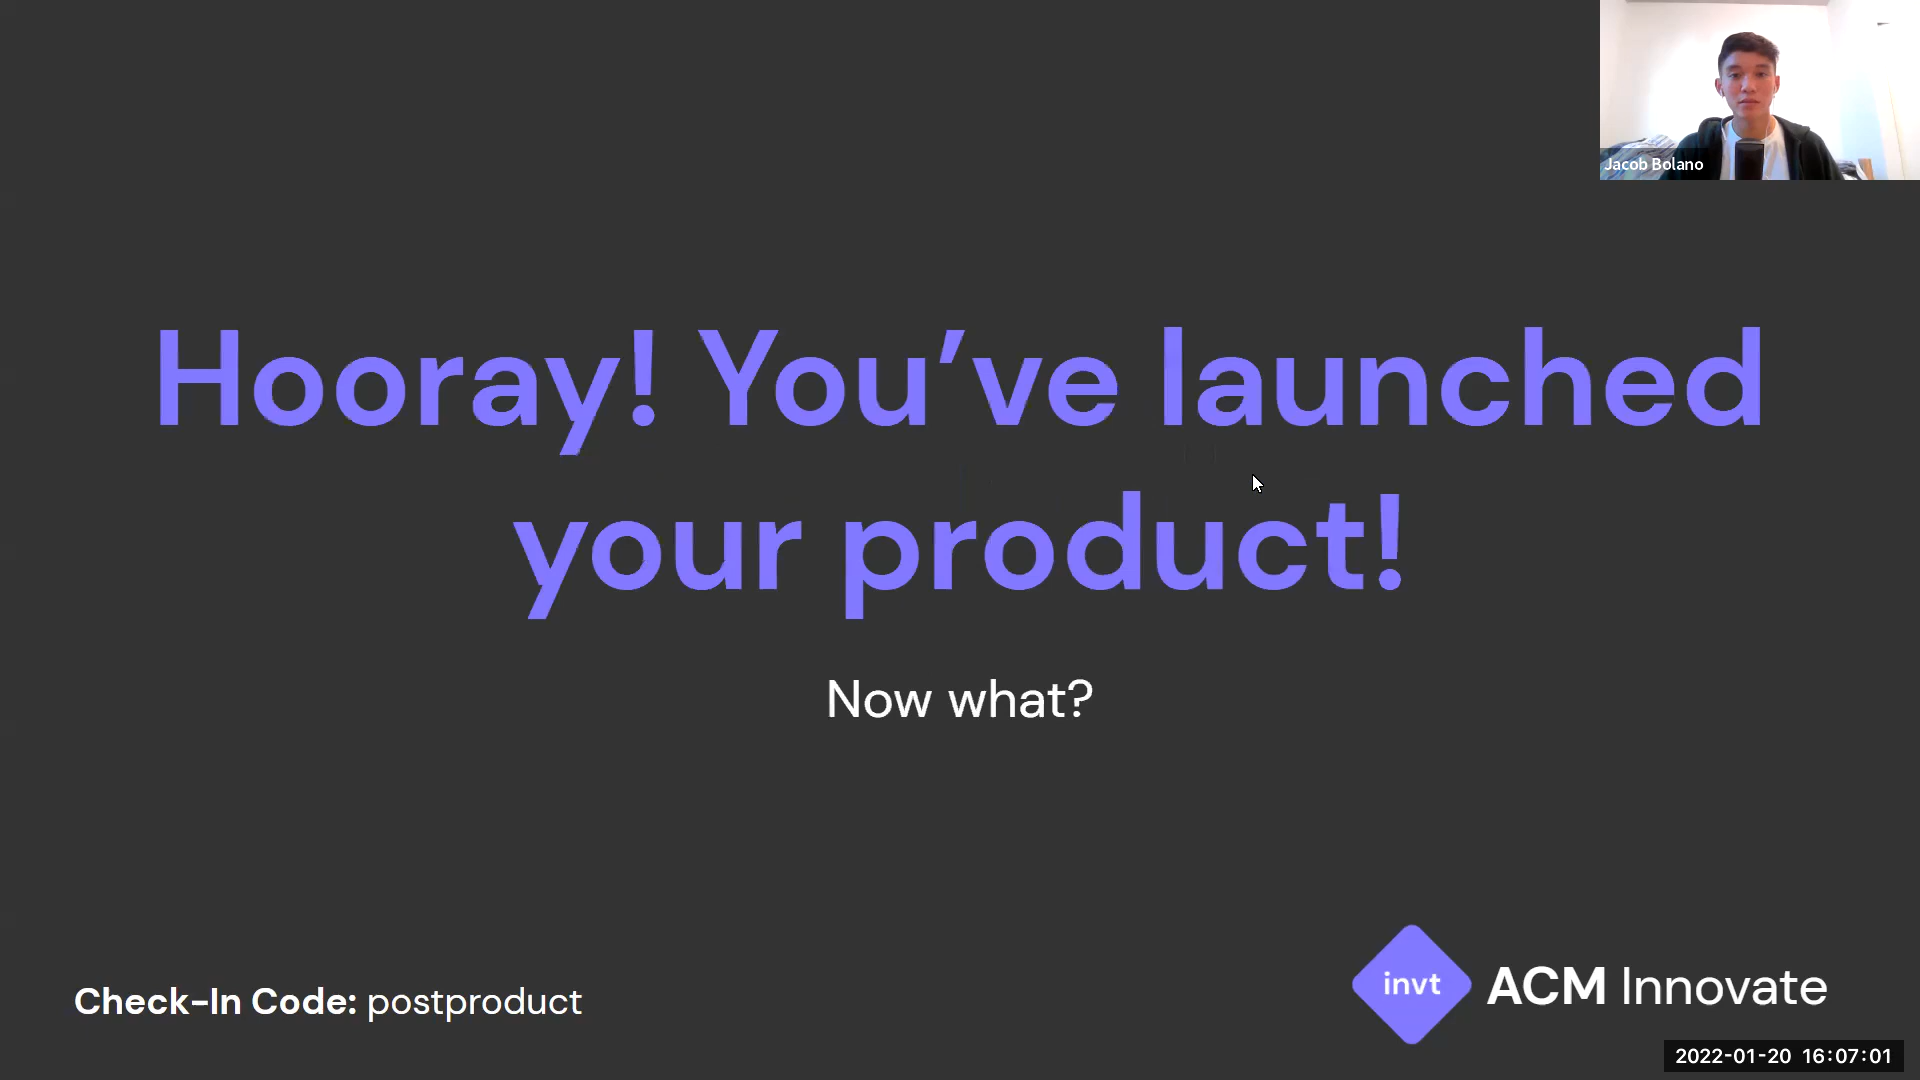 Jacob Bolano
Hooray! You’ve launched
your product!
Now what?
Check-In Code: postproduct
invt ACM Innovate
2022-01-20 16:07:01